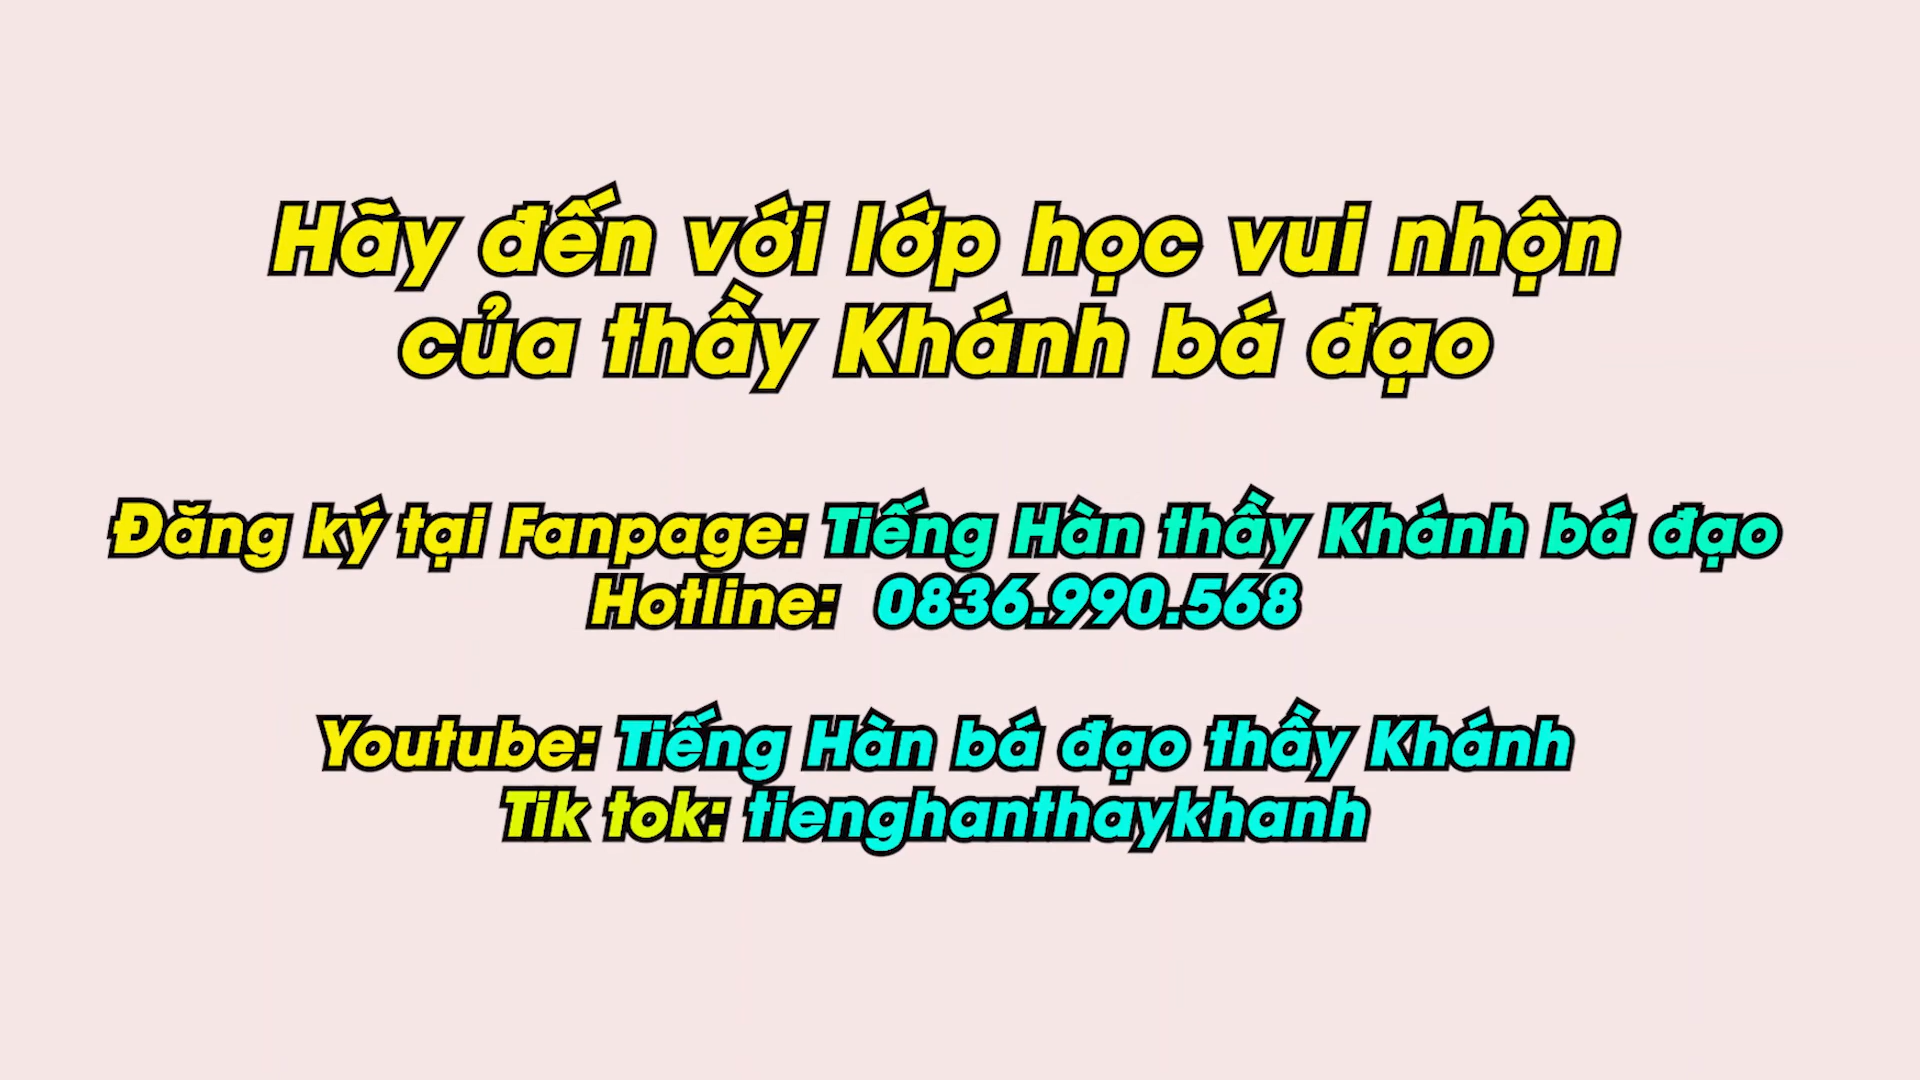 Hãy đến với lớp học vui nhộn
của thầy Khánh bá đạo
Đăng ký tại Fanpage: Tiếng Hàn thầy Khánh bá đạo
Hotline: 0836.990.568
Youtube: Tiếng Hàn bá đạo thầy Khánh
Tik tok: tienghanthaykhanh